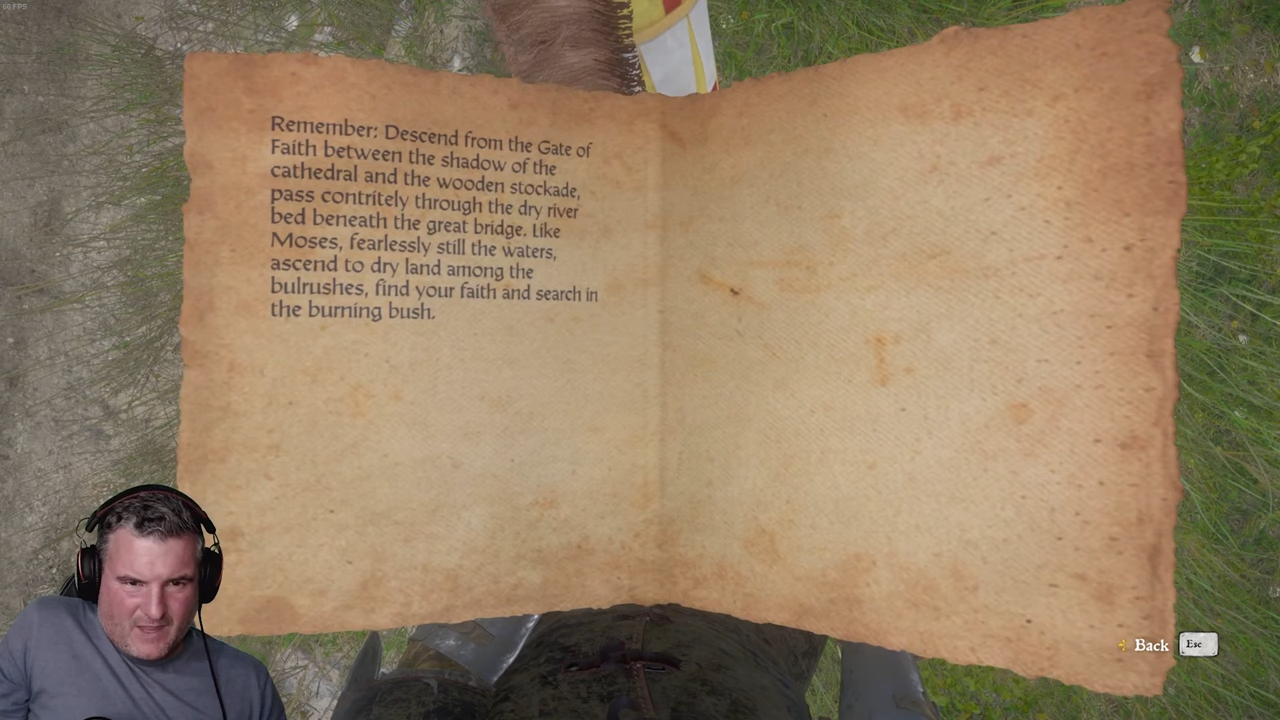 60 FPS
Remember: Descend from the Gate of
Faith between the shadow of the
cathedral and the wooden stockade,
pass contritely through the dry river
bed beneath the great bridge. Like
Moses, fearlessly still the waters,
ascend to dry land among the
bulrushes, find your faith and search in
the burning bush.
Back Esc